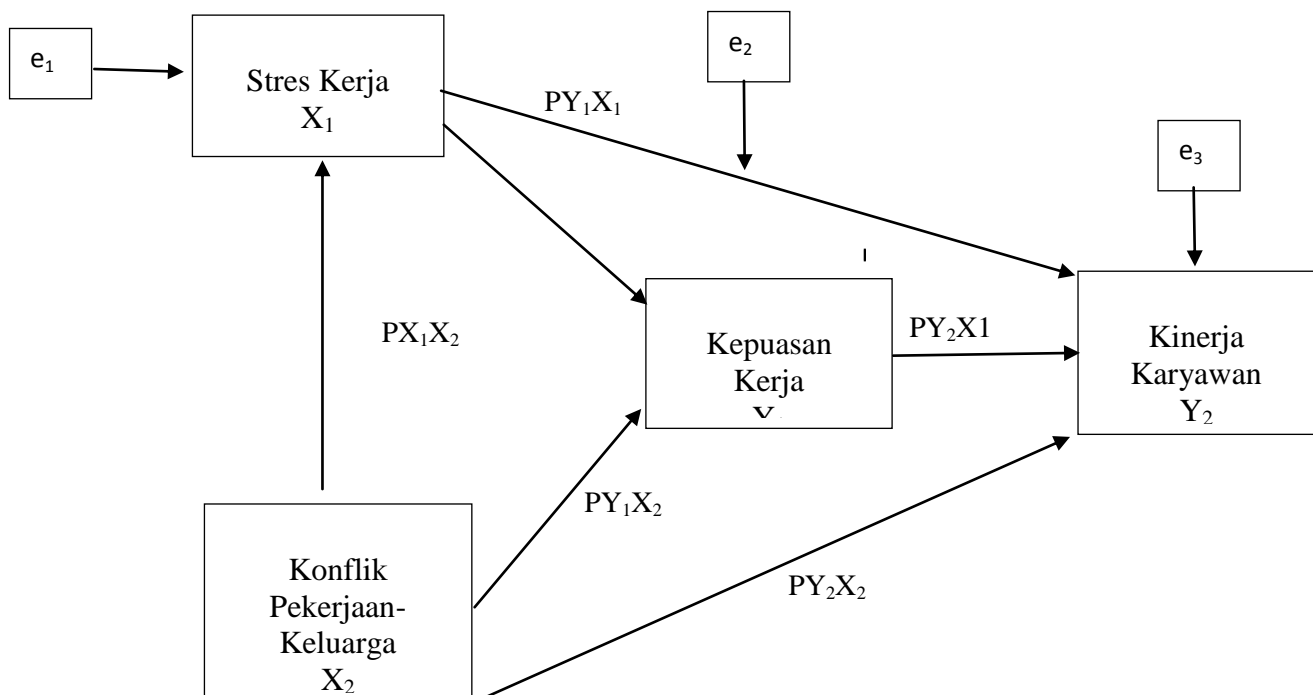 e₁
Stres Kerja
X₁
PY₁X₁
e₂
e₃
PX₁X₂
Kepuasan
Kerja
PY₂X1
Kinerja
Karyawan
Y₂
PY₁X₂
Konflik
Pekerjaan-
Keluarga
X₂
PY₂X₂